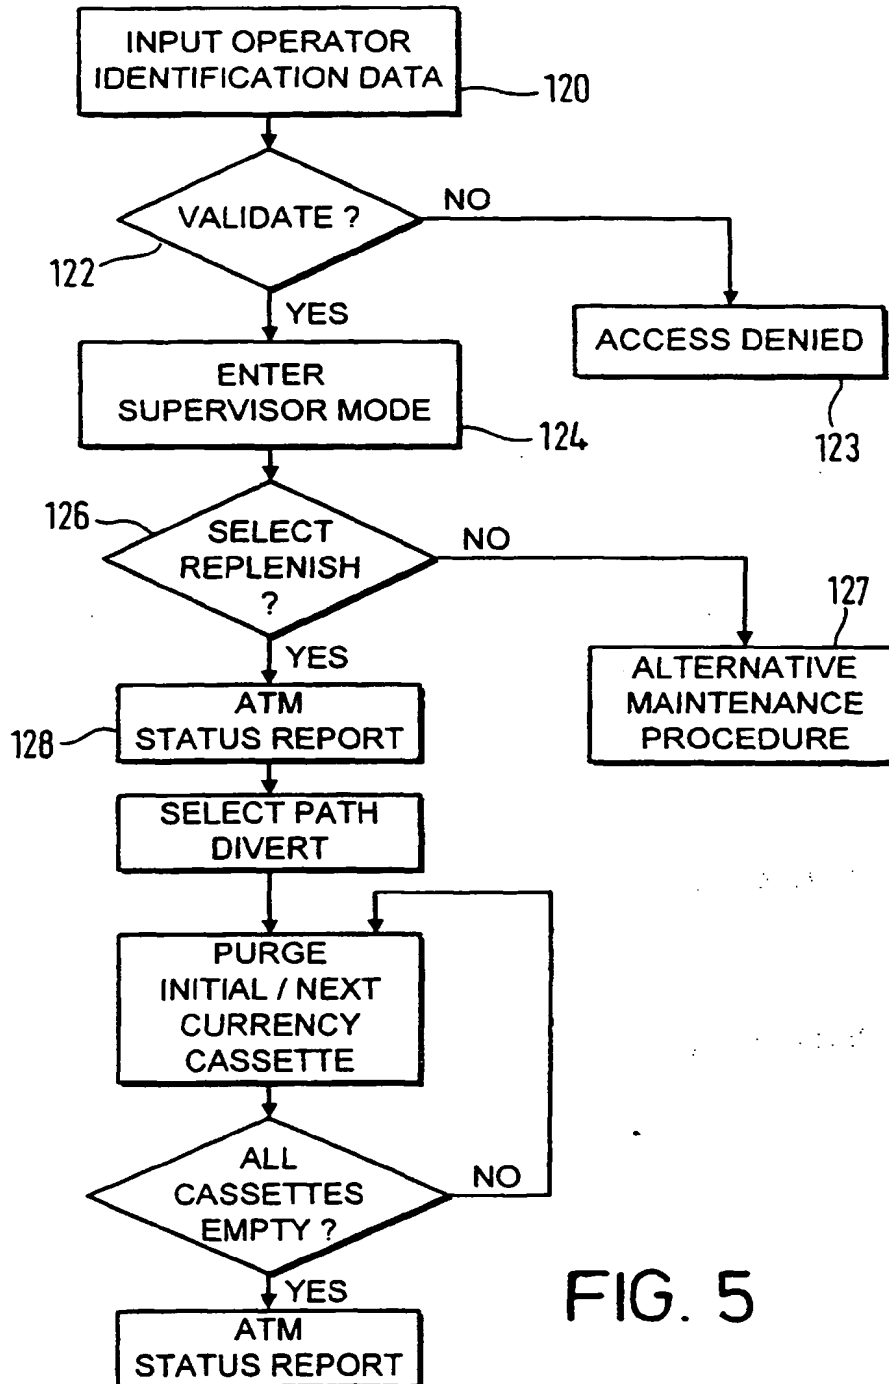 INPUT OPERATOR
IDENTIFICATION DATA
120
VALIDATE ?
NO
122
YES
ACCESS DENIED
123
ENTER
SUPERVISOR MODE
124
126
SELECT
REPLENISH
?
NO
127
YES
ALTERNATIVE
MAINTENANCE
PROCEDURE
ATM
STATUS REPORT
128
SELECT PATH
DIVERT
PURGE
INITIAL / NEXT
CURRENCY
CASSETTE
ALL
CASSETTES
EMPTY ?
NO
YES
ATM
STATUS REPORT
FIG. 5